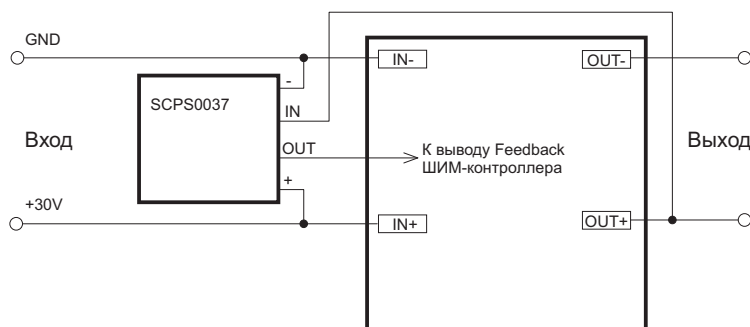 GND
IN-
OUT-
-
SCPS0037
IN
Вход
OUT
К выводу Feedback
ШИМ-контроллера
Выход
+
+30V
IN+
OUT+